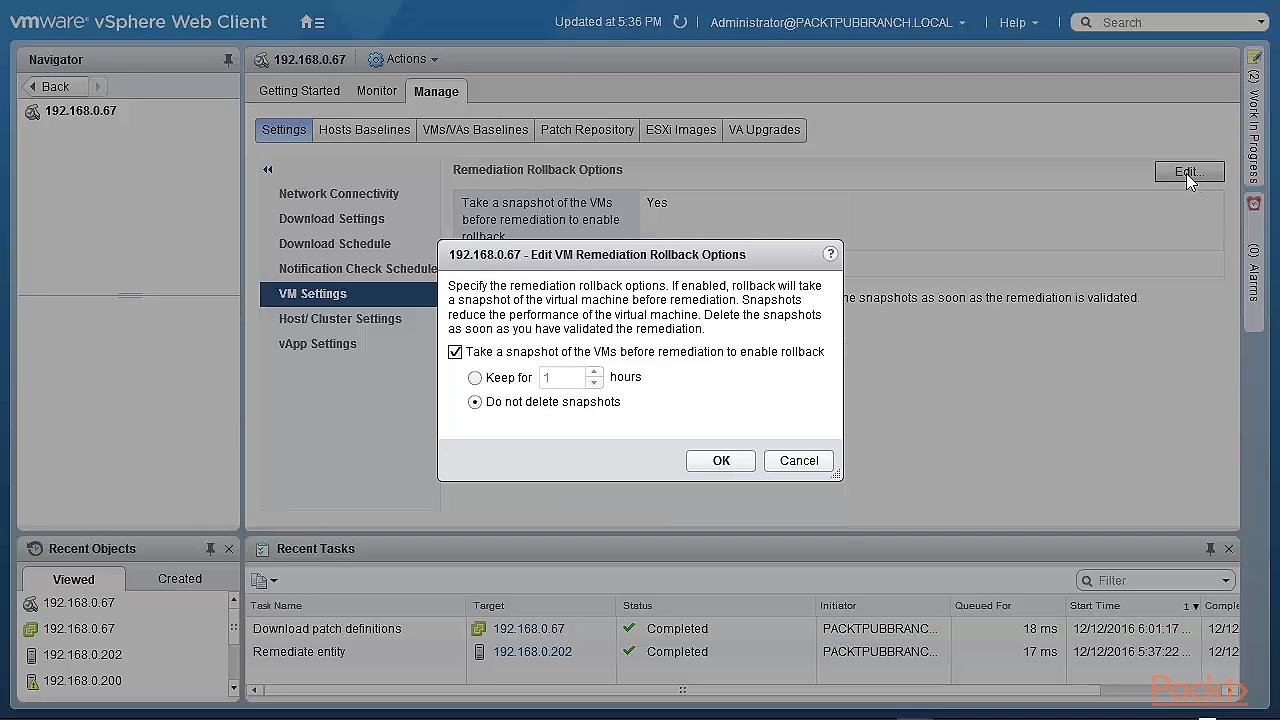 vmware® vSphere Web Client
Updated at 5:36 PM
Administrator@PACKTPUBBRANCH.LOCAL
Help
Search
Navigator
Back
192.168.0.67
192.168.0.67
Actions
Getting Started
Monitor
Manage
Settings
Hosts Baselines
VMs/VAs Baselines
Patch Repository
ESXi Images
VA Upgrades
Network Connectivity
Download Settings
Download Schedule
Notification Check Schedule
VM Settings
Host/ Cluster Settings
vApp Settings
Remediation Rollback Options
Edit...
Take a snapshot of the VMs
before remediation to enable
rollback
Yes
he snapshots as soon as the remediation is validated.
192.168.0.67 - Edit VM Remediation Rollback Options
?
Specify the remediation rollback options. If enabled, rollback will take
a snapshot of the virtual machine before remediation. Snapshots
reduce the performance of the virtual machine. Delete the snapshots
as soon as you have validated the remediation.
Take a snapshot of the VMs before remediation to enable rollback
Keep for 1 hours
Do not delete snapshots
OK
Cancel
(2) Work In Progress
(0) Alarms
Recent Objects
Viewed
Created
192.168.0.67
192.168.0.67
192.168.0.202
192.168.0.200
Recent Tasks
Filter
Task Name Target Status Initiator Queued For Start Time 1 Comple
Download patch definitions 192.168.0.67 Completed PACKTPUBBRANC... 18 ms 12/12/2016 6:01:17 ... 12/12
Remediate entity 192.168.0.202 Completed PACKTPUBBRANC... 17 ms 12/12/2016 5:37:22 ... 12/12
Packt